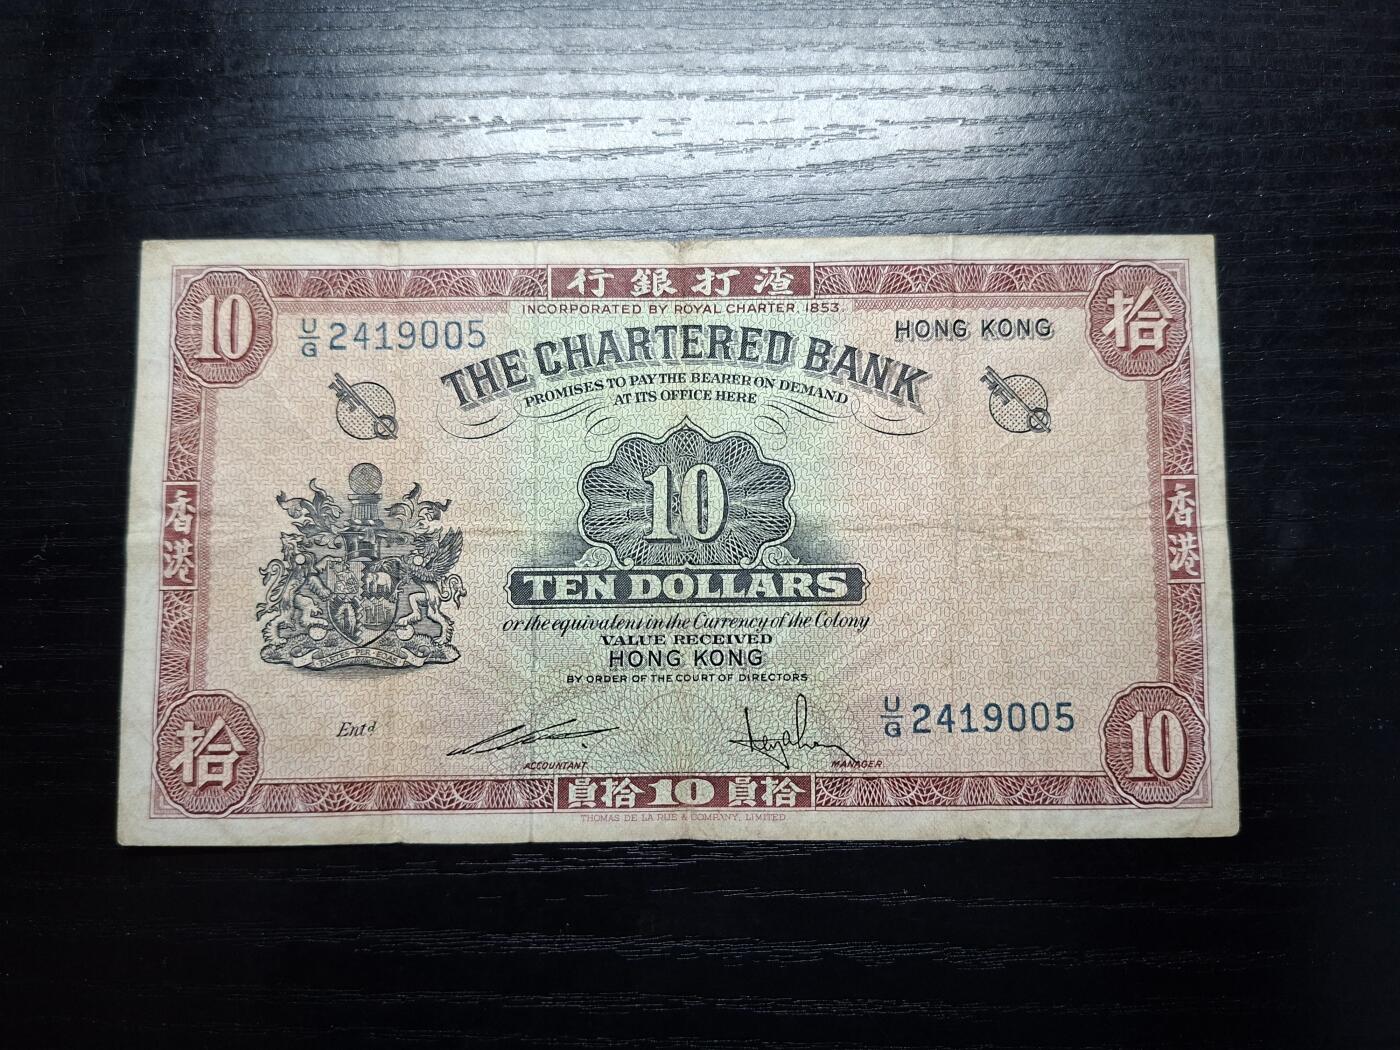 行銀打渣
INCORPORATED BY ROYAL CHARTER, 1853.
10
拾
U/G 2419005
HONG KONG
THE CHARTERED BANK
PROMISES TO PAY THE BEARER ON DEMAND
AT ITS OFFICE HERE
10
香港
香港
TEN DOLLARS
or the equivalent in the Currency of the Colony
VALUE RECEIVED
HONG KONG
BY ORDER OF THE COURT OF DIRECTORS
U/G 2419005
Entd
ACCOUNTANT.
MANAGER.
拾
10
員拾 10 員拾
THOMAS DE LA RUE & COMPANY, LIMITED.